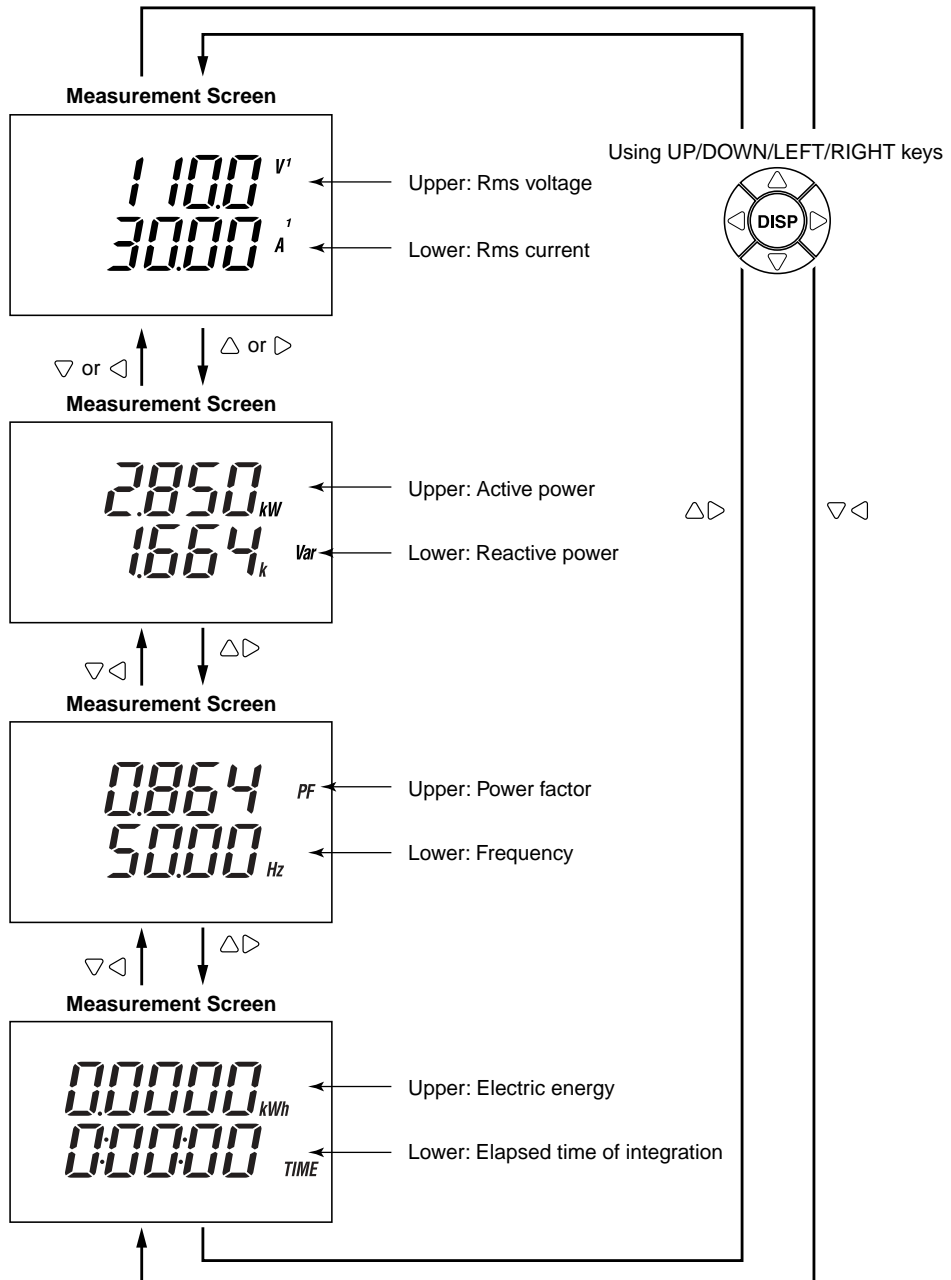 Measurement Screen
Using UP/DOWN/LEFT/RIGHT keys
110.0 V1
Upper: Rms voltage
DISP
30.00 A1
Lower: Rms current
▽ or ◁
△ or ▷
Measurement Screen
2.850 kW
Upper: Active power
△▷
▽◁
1.664 k Var
Lower: Reactive power
▽◁
△▷
Measurement Screen
0.864 PF
Upper: Power factor
50.00 Hz
Lower: Frequency
▽◁
△▷
Measurement Screen
0.0000 kWh
Upper: Electric energy
0:00:00 TIME
Lower: Elapsed time of integration